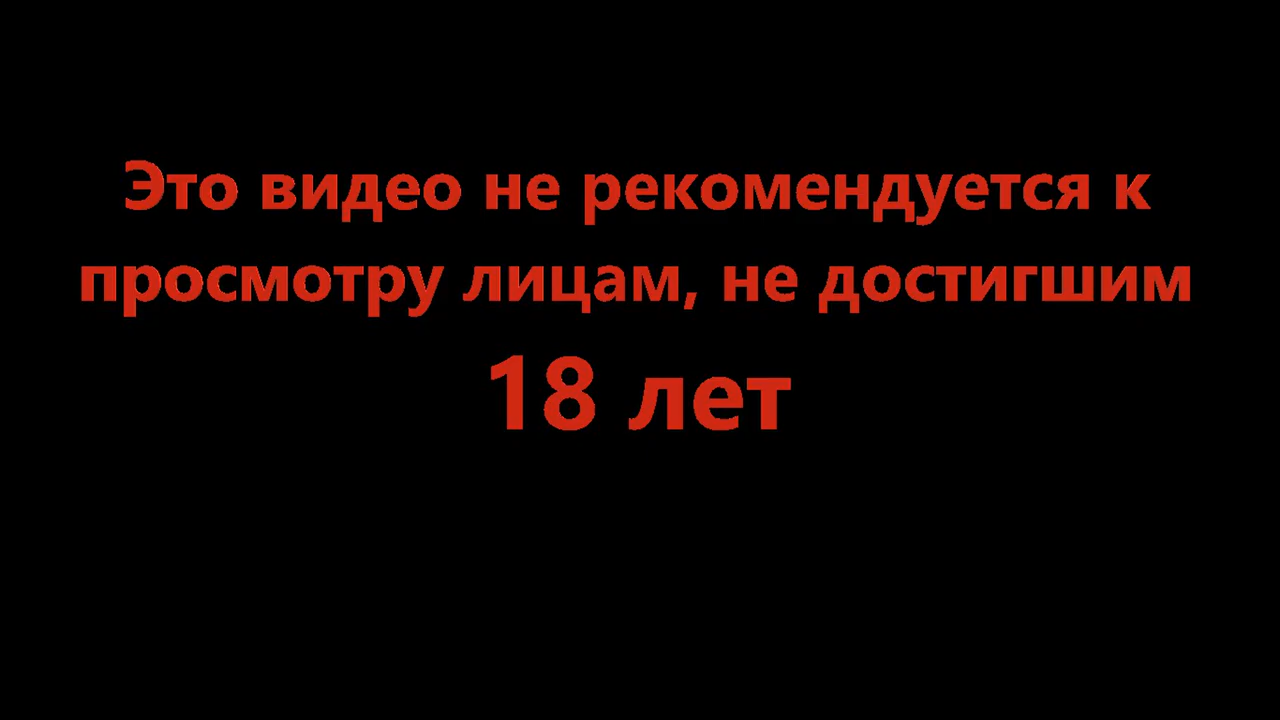 Это видео не рекомендуется к
просмотру лицам, не достигшим
18 лет